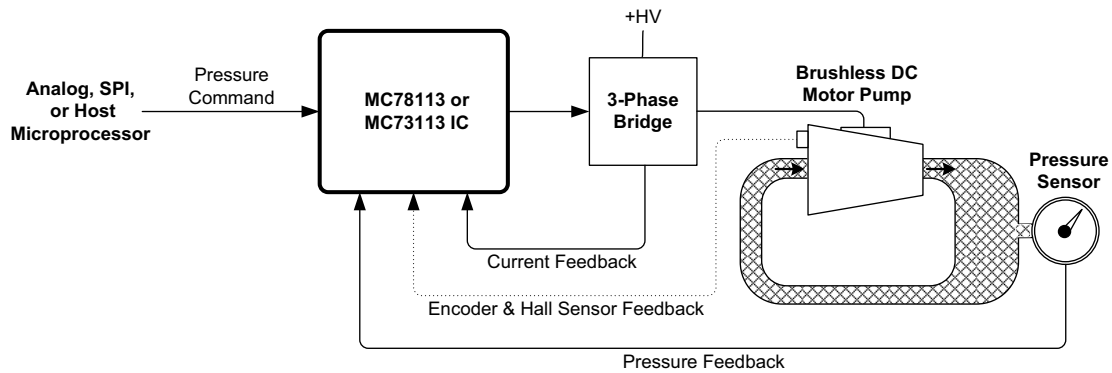 +HV
Analog, SPI,
or Host
Microprocessor
Pressure
Command
MC78113 or
MC73113 IC
3-Phase
Bridge
Brushless DC
Motor Pump
Pressure
Sensor
Current Feedback
Encoder & Hall Sensor Feedback
Pressure Feedback